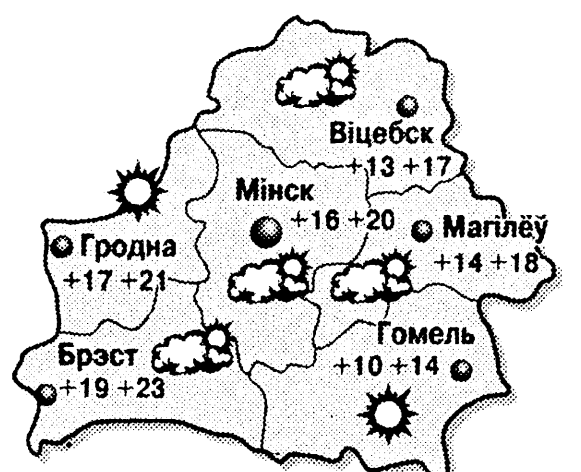 Віцебск
+13 +17
Мінск
+16 +20
Гродна
+17 +21
Магілёў
+14 +18
Гомель
+10 +14
Брэст
+19 +23